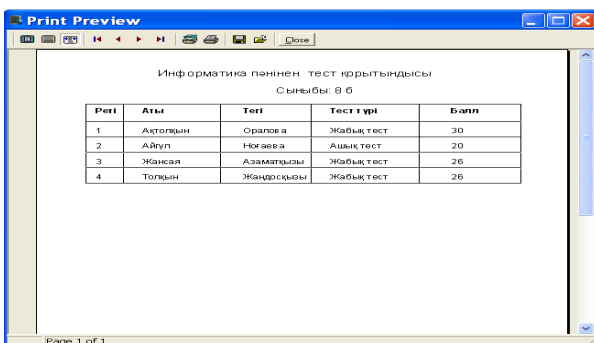 Print Preview
Close
Информатика пәнінен тест қорытындысы
Сыныбы: 8 б
Реті Аты Тегі Тест түрі Балл
1 Ақтолқын Оралова Жабық тест 30
2 Айгүл Ноғаева Ашық тест 20
3 Жансая Азаматқызы Жабық тест 26
4 Толқын Жандосқызы Жабық тест 26
Page 1 of 1